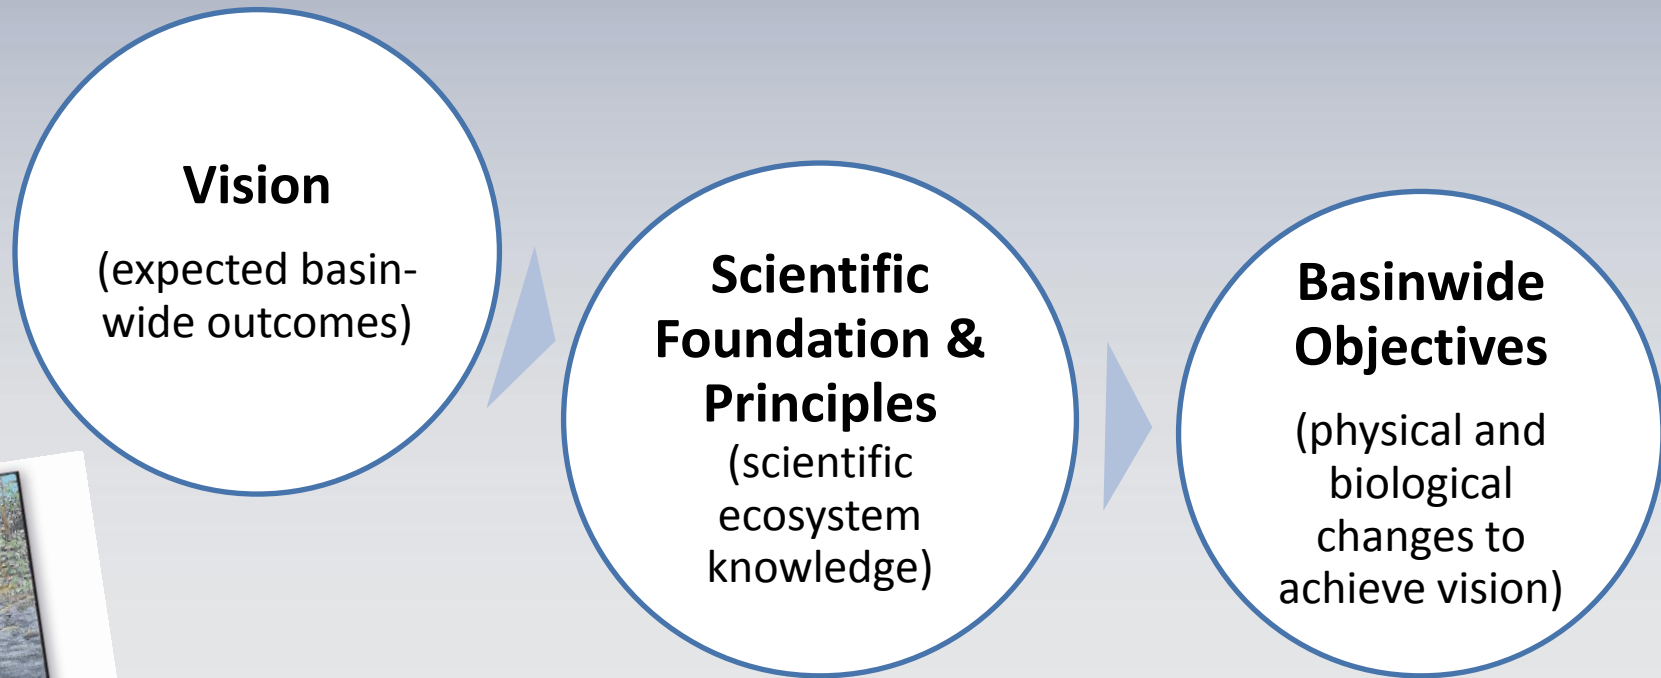 Vision
(expected basin-
wide outcomes)
Scientific
Foundation &
Principles
(scientific
ecosystem
knowledge)
Basinwide
Objectives
(physical and
biological
changes to
achieve vision)